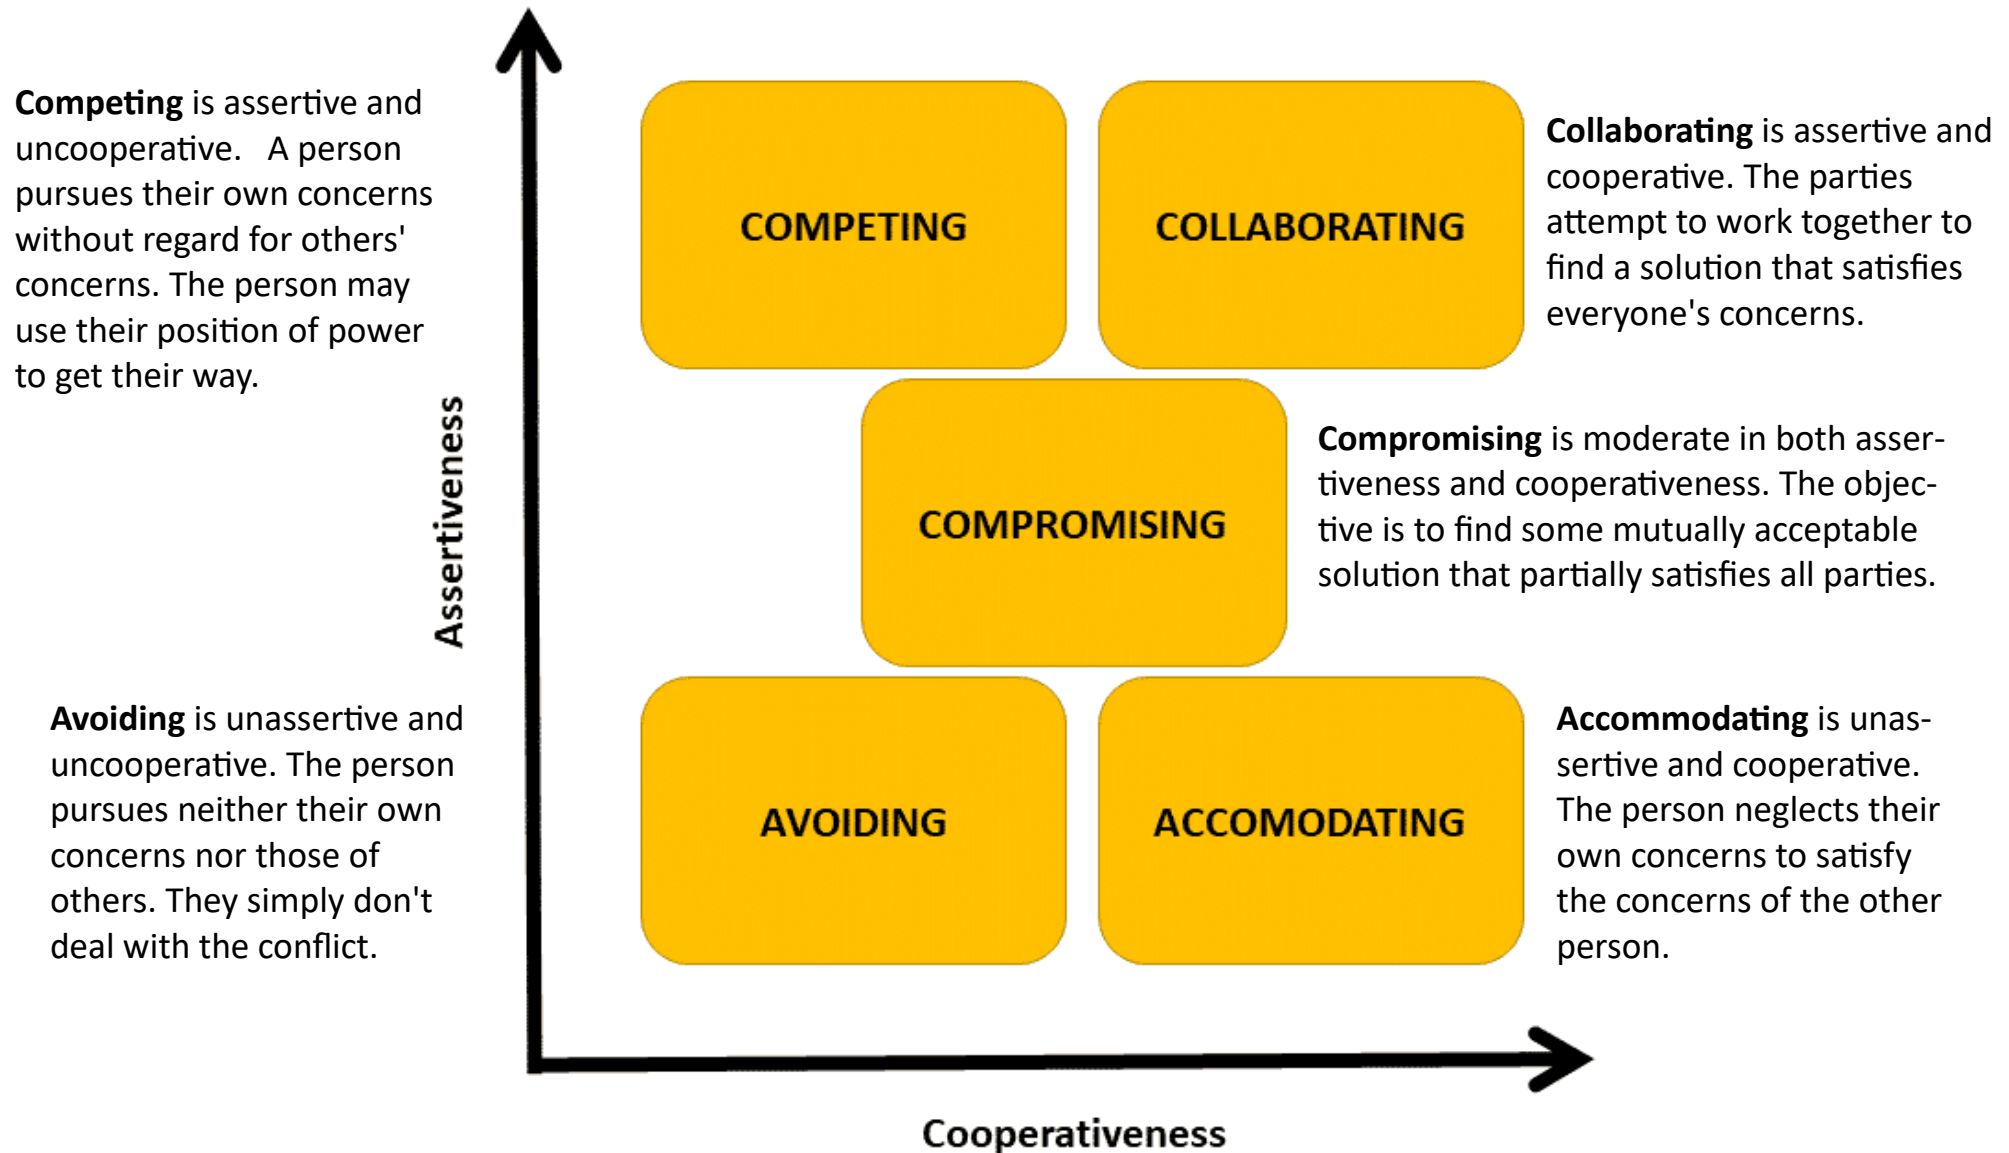 Competing is assertive and
uncooperative.   A person
pursues their own concerns
without regard for others'
concerns. The person may
use their position of power
to get their way.
COMPETING
COLLABORATING
Collaborating is assertive and
cooperative. The parties
attempt to work together to
find a solution that satisfies
everyone's concerns.
Assertiveness
COMPROMISING
Compromising is moderate in both asser-
tiveness and cooperativeness. The objec-
tive is to find some mutually acceptable
solution that partially satisfies all parties.
Avoiding is unassertive and
uncooperative. The person
pursues neither their own
concerns nor those of
others. They simply don't
deal with the conflict.
AVOIDING
ACCOMODATING
Accommodating is unas-
sertive and cooperative.
The person neglects their
own concerns to satisfy
the concerns of the other
person.
Cooperativeness